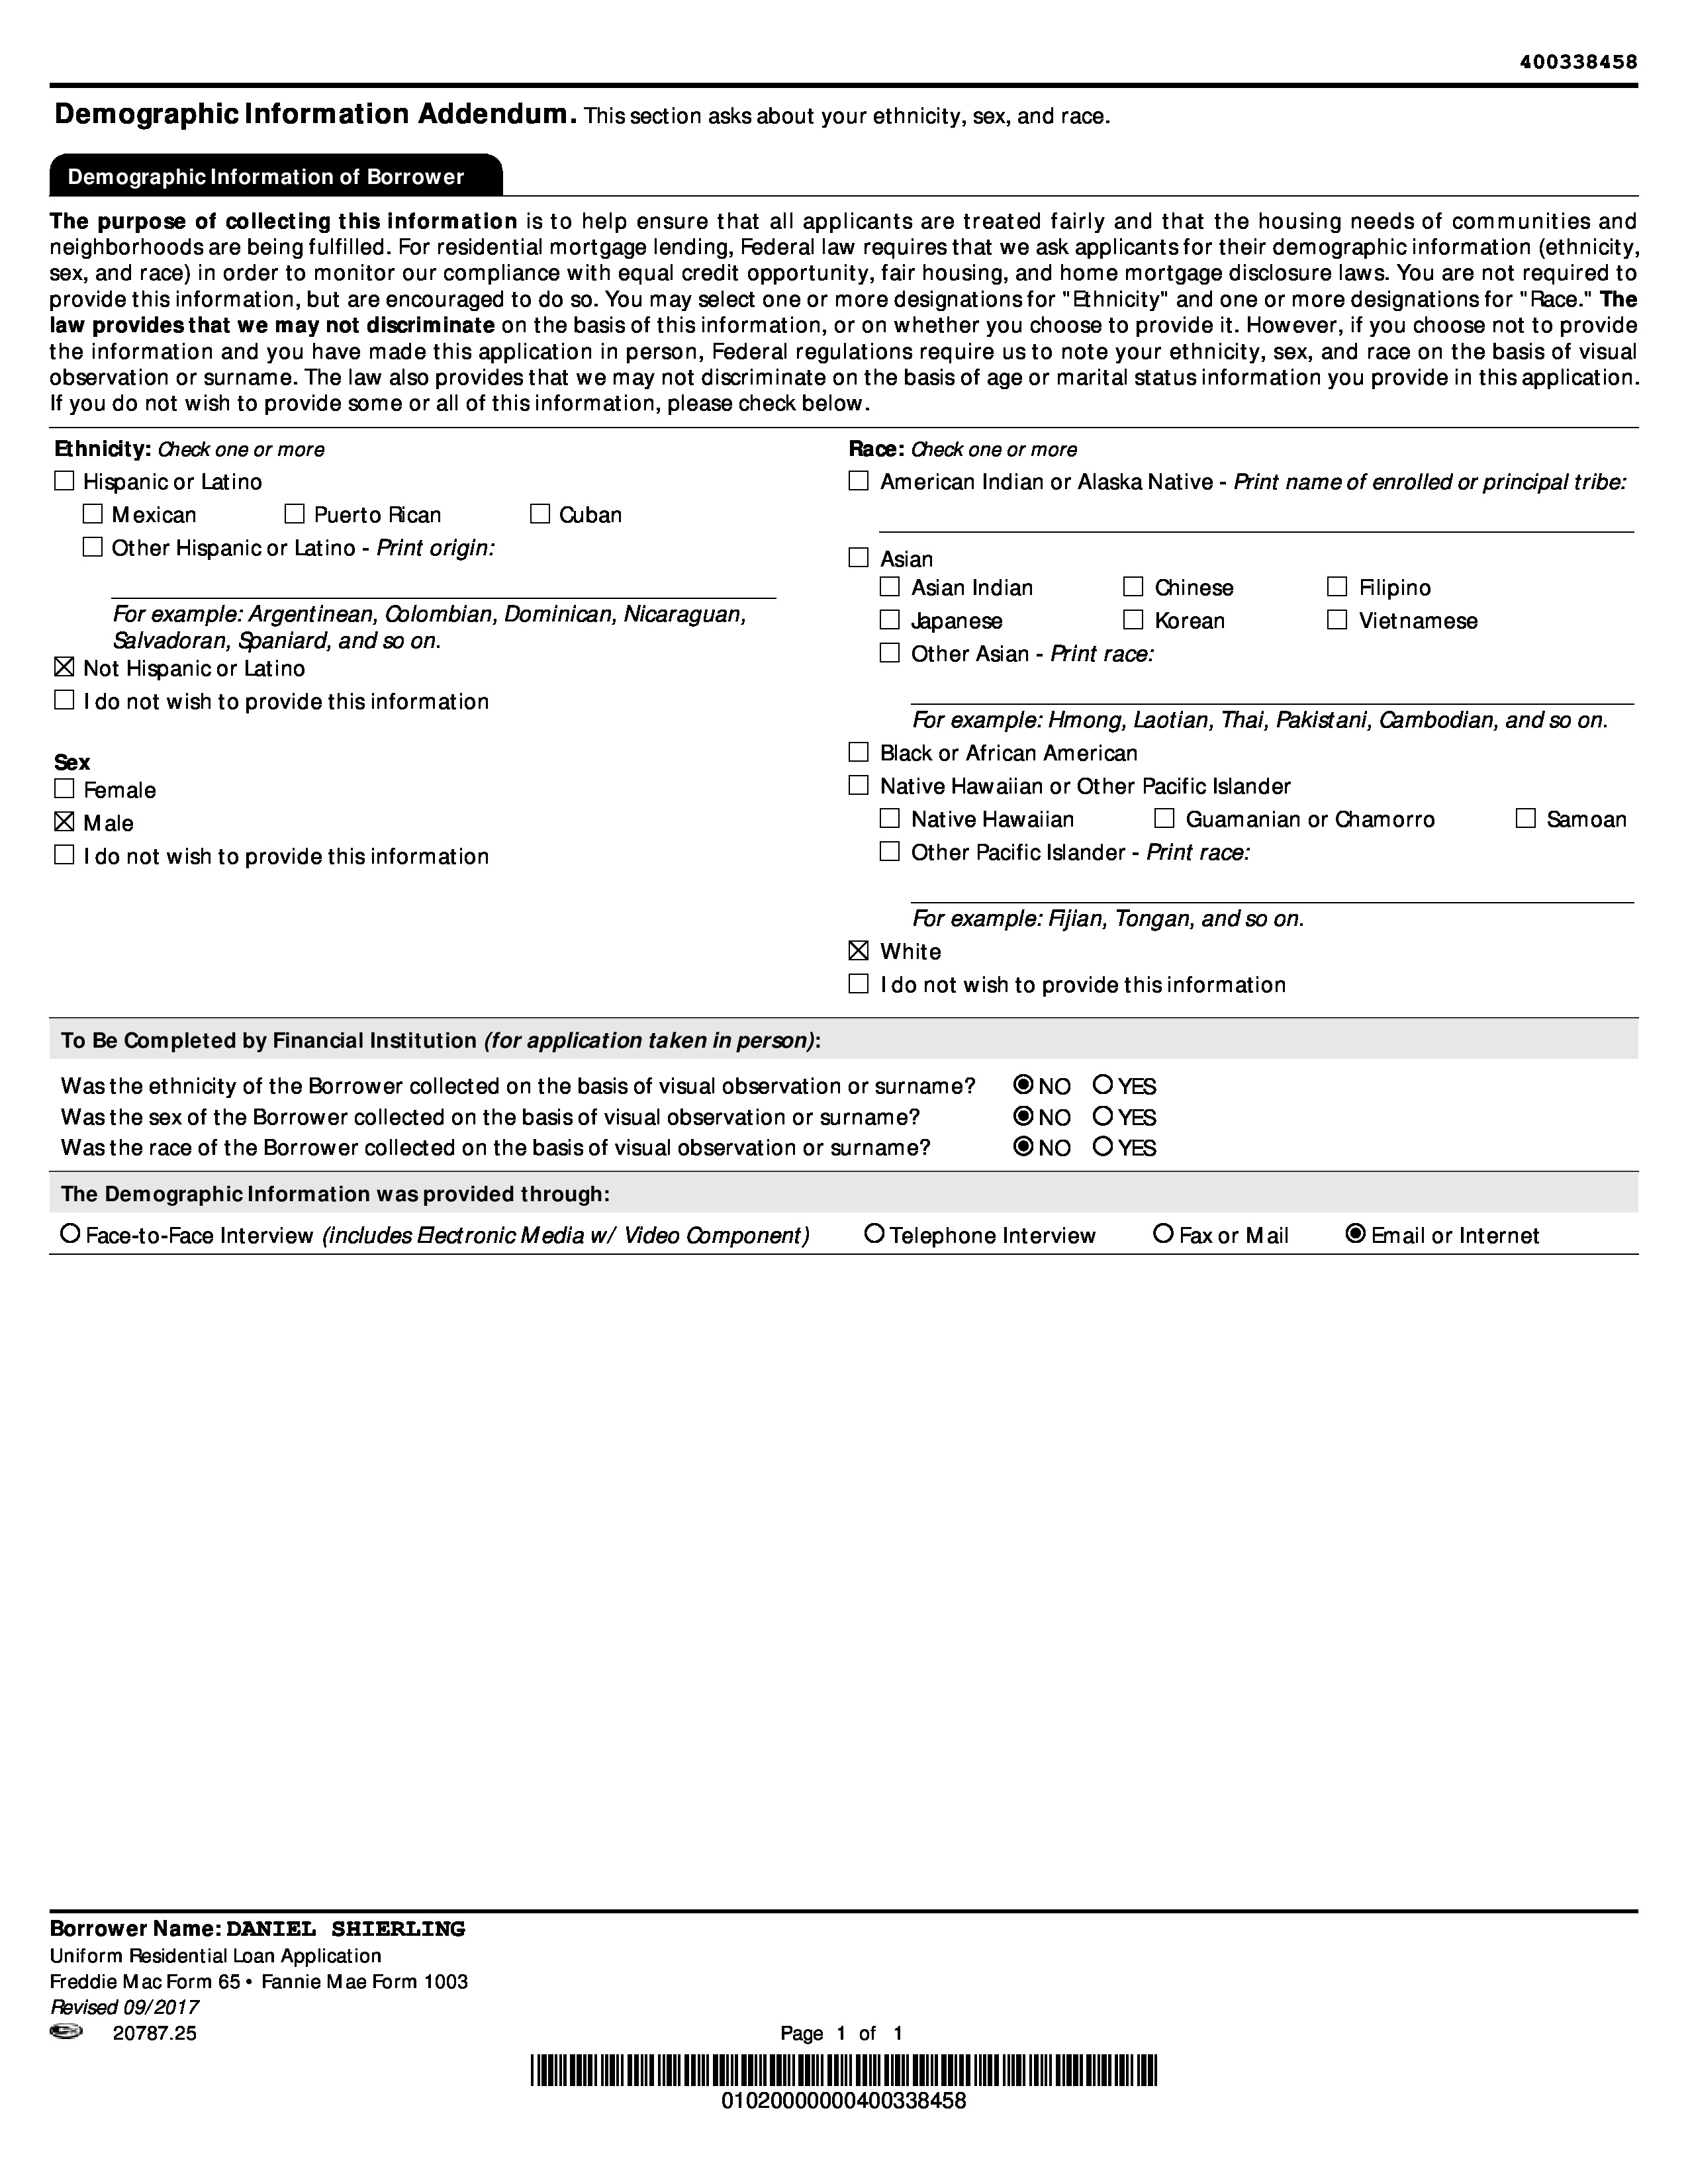 400338458
Demographic Information Addendum. This section asks about your ethnicity, sex, and race.
Demographic Information of Borrower
The purpose of collecting this information is to help ensure that all applicants are treated fairly and that the housing needs of communities and
neighborhoods are being fulfilled. For residential mortgage lending, Federal law requires that we ask applicants for their demographic information (ethnicity,
sex, and race) in order to monitor our compliance with equal credit opportunity, fair housing, and home mortgage disclosure laws. You are not required to
provide this information, but are encouraged to do so. You may select one or more designations for "Ethnicity" and one or more designations for "Race." The
law provides that we may not discriminate on the basis of this information, or on whether you choose to provide it. However, if you choose not to provide
the information and you have made this application in person, Federal regulations require us to note your ethnicity, sex, and race on the basis of visual
observation or surname. The law also provides that we may not discriminate on the basis of age or marital status information you provide in this application.
If you do not wish to provide some or all of this information, please check below.
Ethnicity: Check one or more
Hispanic or Latino
Mexican Puerto Rican Cuban
Other Hispanic or Latino - Print origin:
For example: Argentinean, Colombian, Dominican, Nicaraguan,
Salvadoran, Spaniard, and so on.
Not Hispanic or Latino
I do not wish to provide this information
Sex
Female
Male
I do not wish to provide this information
Race: Check one or more
American Indian or Alaska Native - Print name of enrolled or principal tribe:
Asian
Asian Indian Chinese Filipino
Japanese Korean Vietnamese
Other Asian - Print race:
For example: Hmong, Laotian, Thai, Pakistani, Cambodian, and so on.
Black or African American
Native Hawaiian or Other Pacific Islander
Native Hawaiian Guamanian or Chamorro Samoan
Other Pacific Islander - Print race:
For example: Fijian, Tongan, and so on.
White
I do not wish to provide this information
To Be Completed by Financial Institution (for application taken in person):
Was the ethnicity of the Borrower collected on the basis of visual observation or surname? NO YES
Was the sex of the Borrower collected on the basis of visual observation or surname? NO YES
Was the race of the Borrower collected on the basis of visual observation or surname? NO YES
The Demographic Information was provided through:
Face-to-Face Interview (includes Electronic Media w/ Video Component) Telephone Interview Fax or Mail Email or Internet
Borrower Name: DANIEL SHIERLING
Uniform Residential Loan Application
Freddie Mac Form 65 • Fannie Mae Form 1003
Revised 09/2017
20787.25 Page 1 of 1
01020000000400338458